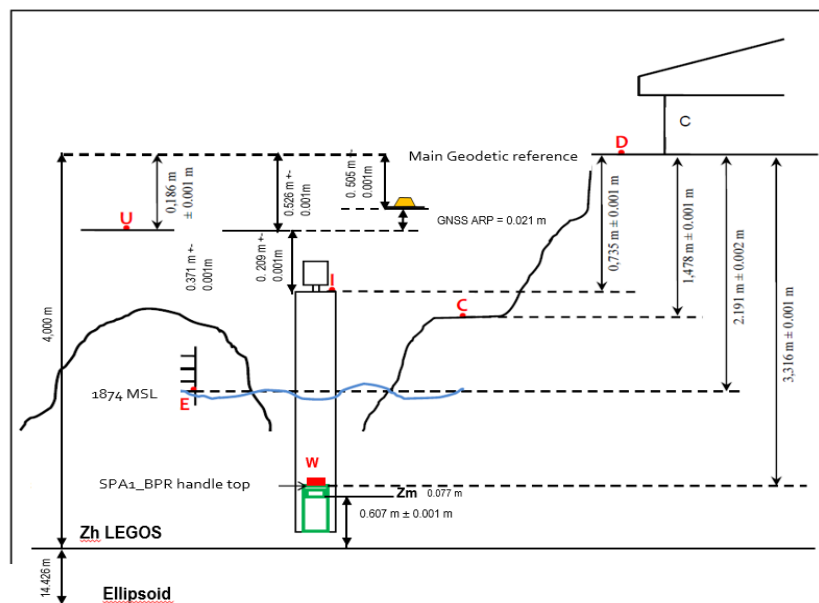 C
D
Main Geodetic reference
0,186 m
± 0.001 m
0.526 m +-
0.001m
0.505 m +-
0.001m
GNSS ARP = 0.021 m
U
0.371 m +-
0.001m
0. 209 m +-
0.001m
I
C
0,735 m ± 0.001 m
1,478 m ± 0.001 m
2.191 m ± 0.002 m
3,316 m ± 0.001 m
4,000 m
1874 MSL
E
W
SPA1_BPR handle top
Zm 0.077 m
0.607 m ± 0.001 m
Zh LEGOS
14.426 m
Ellipsoid